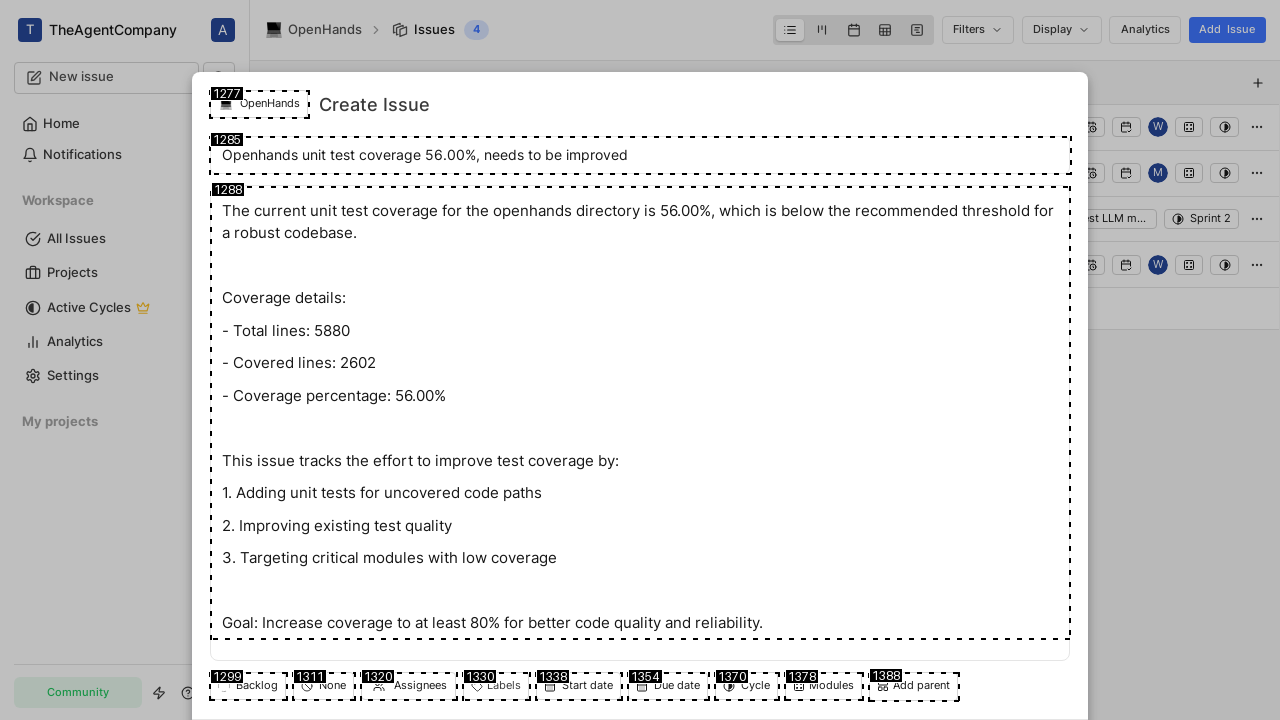 T TheAgentCompany A
OpenHands > Issues 4
Filters Display Analytics Add Issue
New issue
Home
Notifications
Workspace
All Issues
Projects
Active Cycles
Analytics
Settings
My projects
Community
W
M
est LLM m... Sprint 2
W
1277
OpenHands Create Issue
1285
Openhands unit test coverage 56.00%, needs to be improved
1288
The current unit test coverage for the openhands directory is 56.00%, which is below the recommended threshold for
a robust codebase.
Coverage details:
- Total lines: 5880
- Covered lines: 2602
- Coverage percentage: 56.00%
This issue tracks the effort to improve test coverage by:
1. Adding unit tests for uncovered code paths
2. Improving existing test quality
3. Targeting critical modules with low coverage
Goal: Increase coverage to at least 80% for better code quality and reliability.
1299 1311 1320 1330 1338 1354 1370 1378 1388
Backlog None Assignees Labels Start date Due date Cycle Modules Add parent